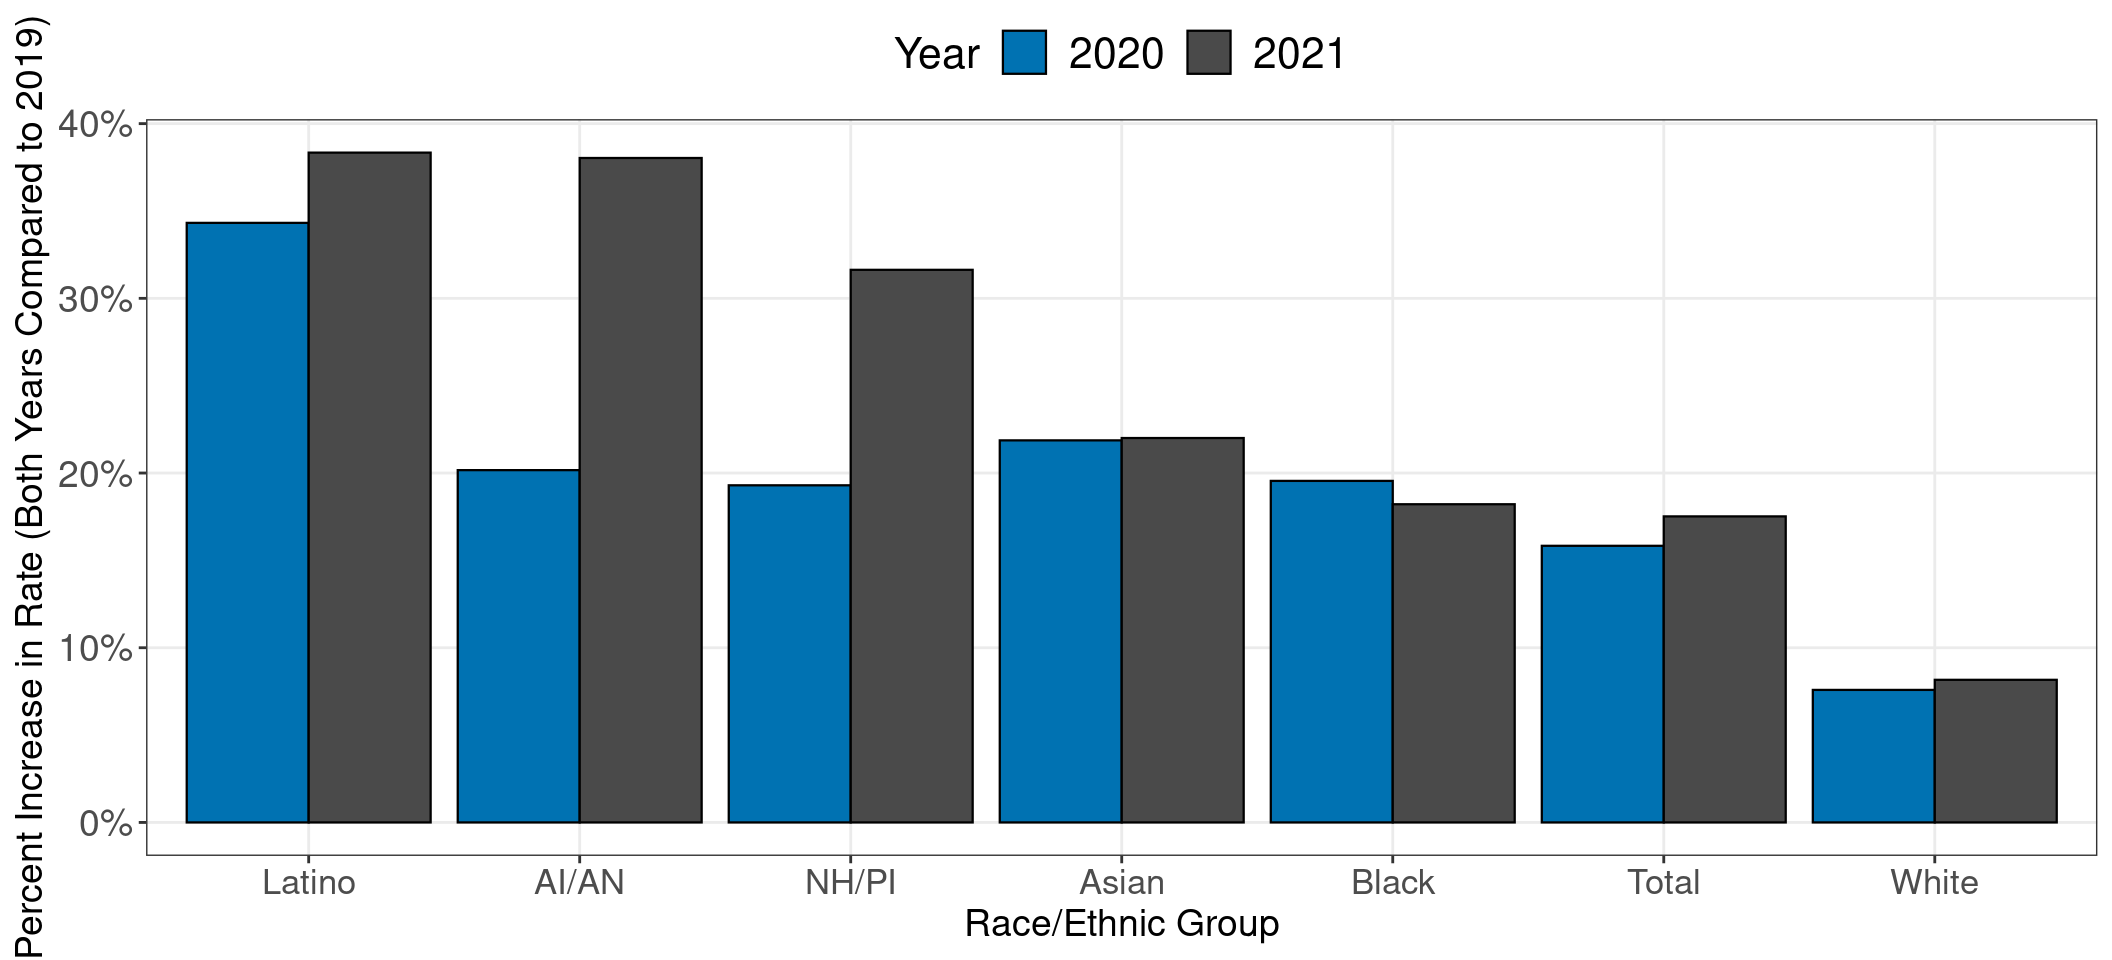 Year 2020 2021
Percent Increase in Rate (Both Years Compared to 2019)
40%
30%
20%
10%
0%
Latino AI/AN NH/PI Asian Black Total White
Race/Ethnic Group